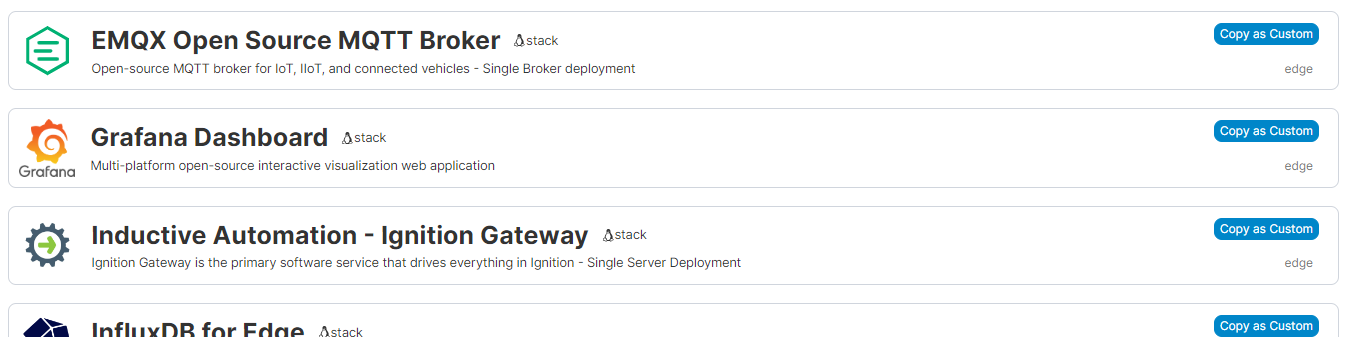 EMQX Open Source MQTT Broker stack Copy as Custom
Open-source MQTT broker for IoT, IIoT, and connected vehicles - Single Broker deployment edge
Grafana Dashboard stack Copy as Custom
Grafana Multi-platform open-source interactive visualization web application edge
Inductive Automation - Ignition Gateway stack Copy as Custom
Ignition Gateway is the primary software service that drives everything in Ignition - Single Server Deployment edge
InfluxDB for Edge stack Copy as Custom